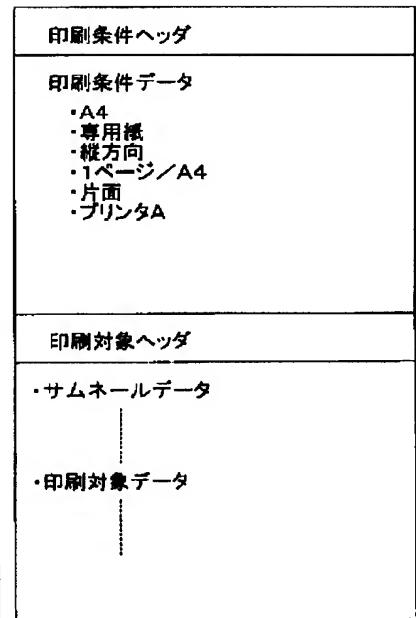 印刷条件ヘッダ
印刷条件データ
・A4
・専用紙
・縦方向
・1ページ／A4
・片面
・プリンタA
印刷対象ヘッダ
・サムネールデータ
・印刷対象データ